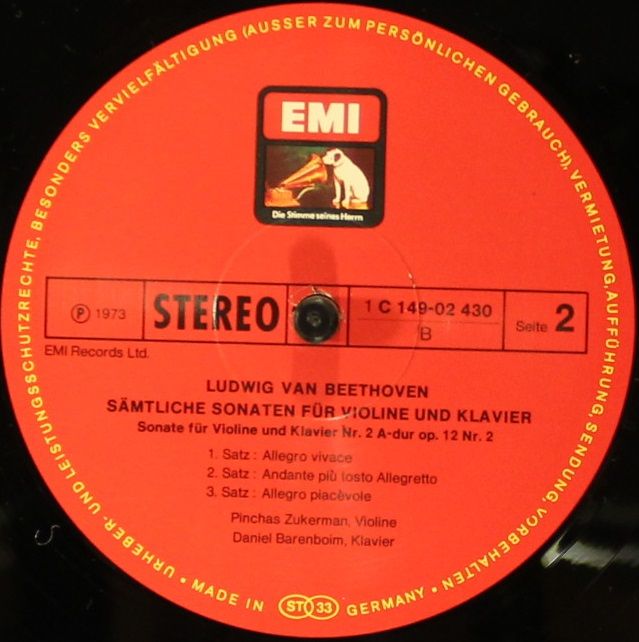 URHEBER- UND LEISTUNGSSCHUTZRECHTE, BESONDERS VERVIELFÄLTIGUNG (AUSSER ZUM PERSÖNLICHEN GEBRAUCH), VERMIETUNG, AUFFÜHRUNG, SENDUNG, VORBEHALTEN •
EMI
Die Stimme seines Herrn
Ⓟ 1973
STEREO
1 C 149-02 430
B
Seite 2
EMI Records Ltd.
LUDWIG VAN BEETHOVEN
SÄMTLICHE SONATEN FÜR VIOLINE UND KLAVIER
Sonate für Violine und Klavier Nr. 2 A-dur op. 12 Nr. 2
1. Satz : Allegro vivace
2. Satz : Andante più tosto Allegretto
3. Satz : Allegro piacèvole
Pinchas Zukerman, Violine
Daniel Barenboim, Klavier
• MADE IN ST 33 GERMANY •